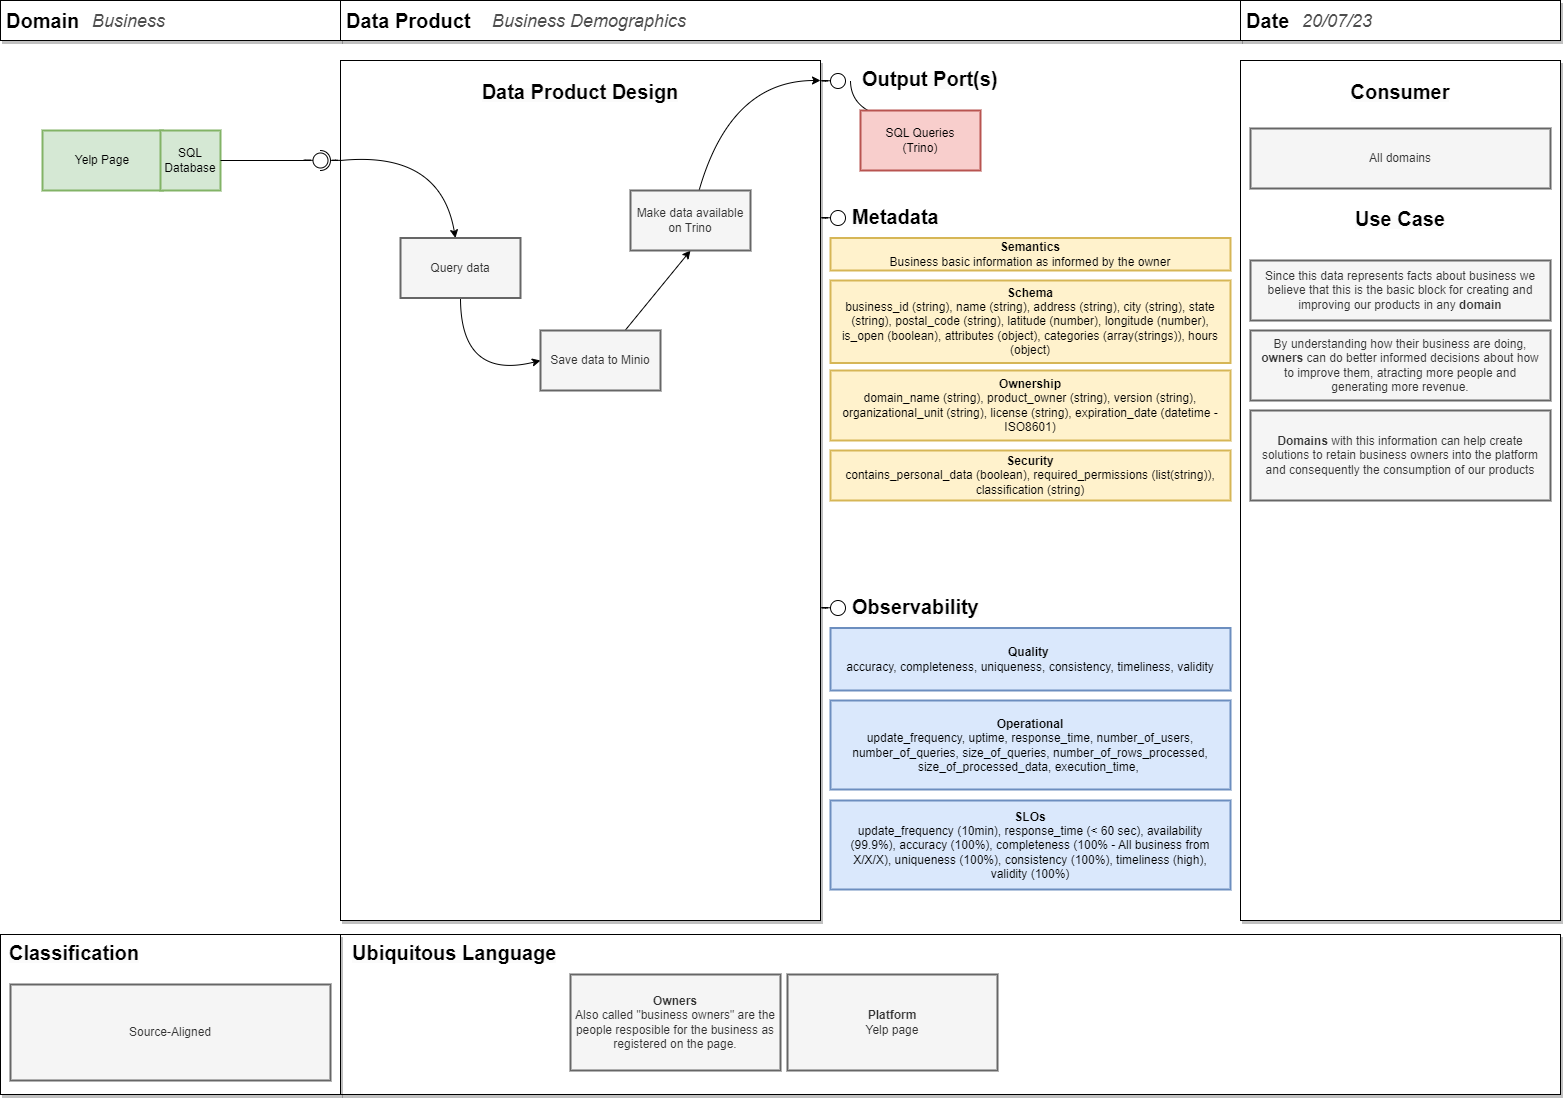 Domain Business
Data Product Business Demographics
Date 20/07/23
Yelp Page
SQL
Database
Data Product Design
Query data
Save data to Minio
Make data available
on Trino
Output Port(s)
SQL Queries
(Trino)
Metadada
Semantics
Business basic information as informed by the owner
Schema
business_id (string), name (string), address (string), city (string), state
(string), postal_code (string), latitude (number), longitude (number),
is_open (boolean), attributes (object), categories (array(strings)), hours
(object)
Ownership
domain_name (string), product_owner (string), version (string),
organizational_unit (string), license (string), expiration_date (datetime -
ISO8601)
Security
contains_personal_data (boolean), required_permissions (list(string)),
classification (string)
Observability
Quality
accuracy, completeness, uniqueness, consistency, timeliness, validity
Operational
update_frequency, uptime, response_time, number_of_users,
number_of_queries, size_of_queries, number_of_rows_processed,
size_of_processed_data, execution_time,
SLOs
update_frequency (10min), response_time (< 60 sec), availability
(99.9%), accuracy (100%), completeness (100% - All business from
X/X/X), uniqueness (100%), consistency (100%), timeliness (high),
validity (100%)
Consumer
All domains
Use Case
Since this data represents facts about business we
believe that this is the basic block for creating and
improving our products in any domain
By understanding how their business are doing,
owners can do better informed decisions about how
to improve them, atracting more people and
generating more revenue.
Domains with this information can help create
solutions to retain business owners into the platform
and consequently the consumption of our products
Classification
Source-Aligned
Ubiquitous Language
Owners
Also called "business owners" are the
people resposible for the business as
registered on the page.
Platform
Yelp page